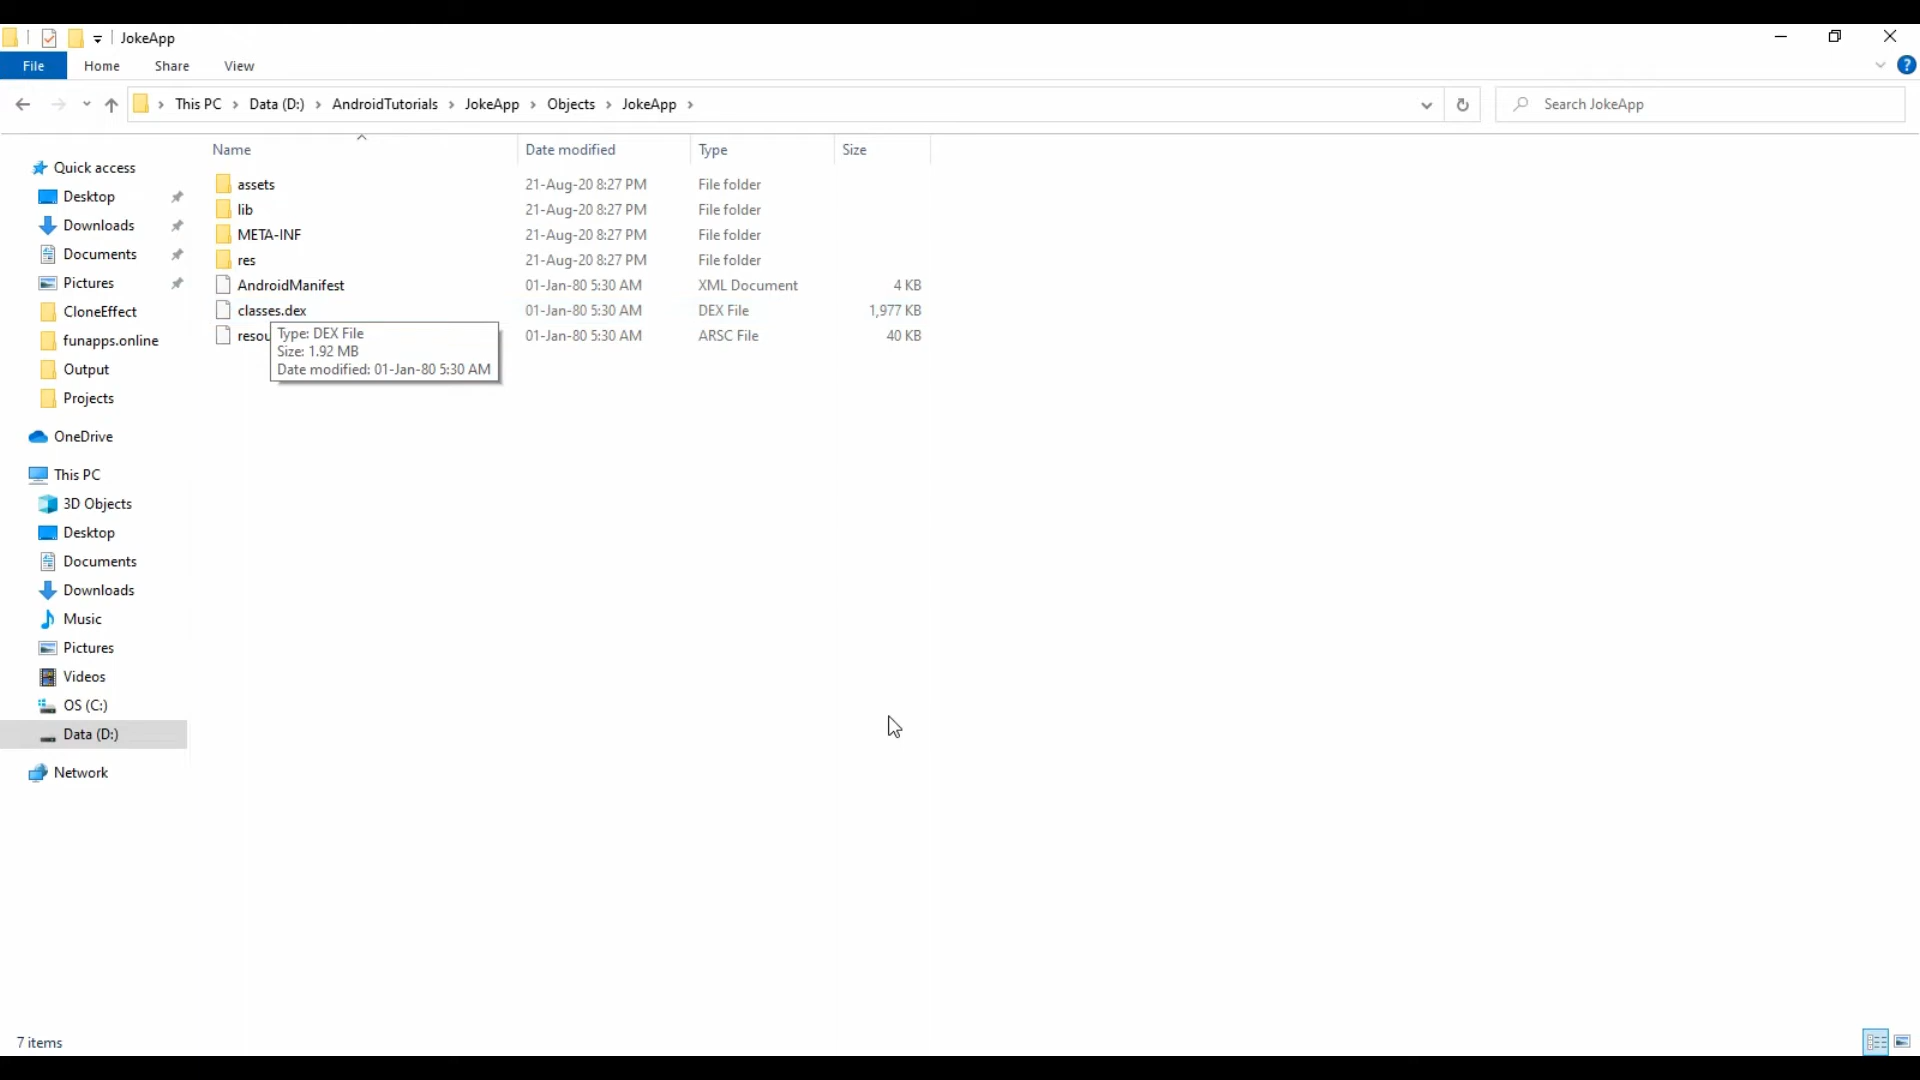 JokeApp
File Home Share View
This PC Data (D:) AndroidTutorials JokeApp Objects JokeApp
Search JokeApp
Name Date modified Type Size
Quick access
Desktop
Downloads
Documents
Pictures
CloneEffect
funapps.online
Output
Projects
OneDrive
This PC
3D Objects
Desktop
Documents
Downloads
Music
Pictures
Videos
OS (C:)
Data (D:)
Network
assets 21-Aug-20 8:27 PM File folder
lib 21-Aug-20 8:27 PM File folder
META-INF 21-Aug-20 8:27 PM File folder
res 21-Aug-20 8:27 PM File folder
AndroidManifest 01-Jan-80 5:30 AM XML Document 4 KB
classes.dex 01-Jan-80 5:30 AM DEX File 1,977 KB
resou 01-Jan-80 5:30 AM ARSC File 40 KB
Type: DEX File
Size: 1.92 MB
Date modified: 01-Jan-80 5:30 AM
7 items